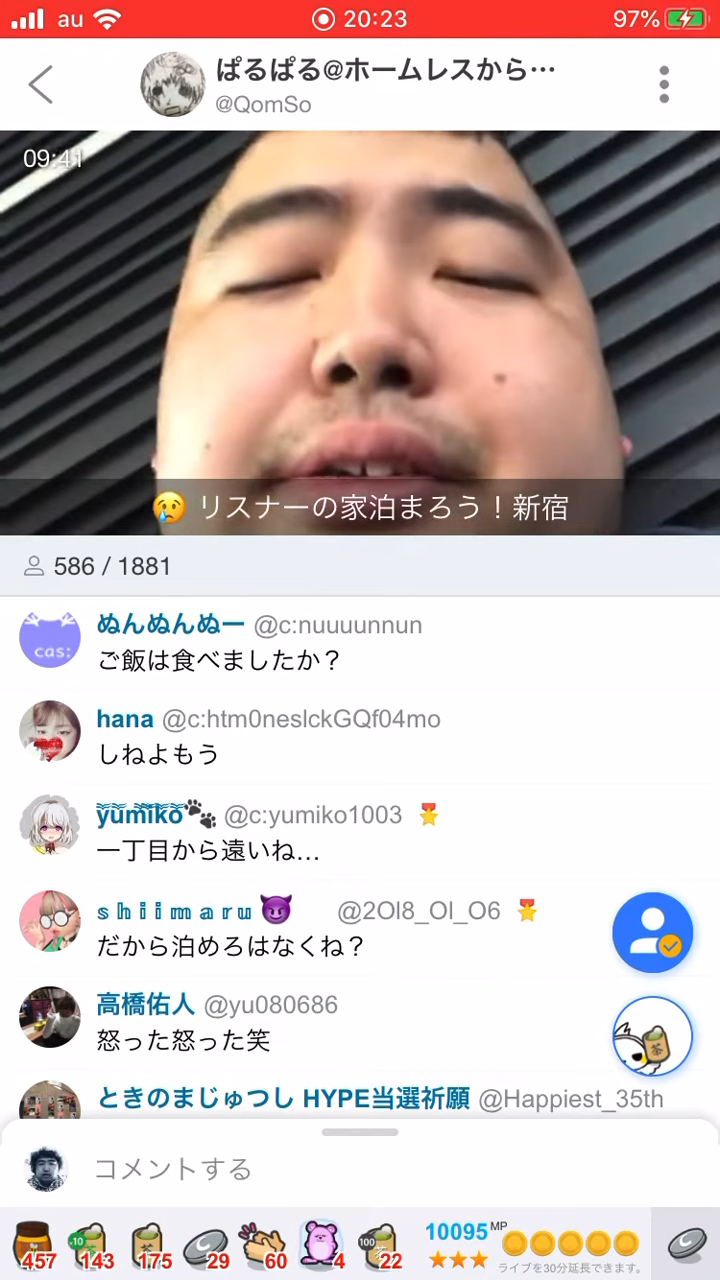 au 20:23 97%
ぱるぱる@ホームレスから…
@QomSo
09:41
😢 リスナーの家泊まろう！新宿
586 / 1881
cas:
ぬんぬんぬー @c:nuuuunnun
ご飯は食べましたか？
hana @c:htm0neslckGQf04mo
しねよもう
yumiko🐾 @c:yumiko1003 🎖
一丁目から遠いね…
shiimaru😈 @2Ol8_Ol_O6 🎖
だから泊めろはなくね？
高橋佑人 @yu080686
怒った怒った笑
茶
ときのまじゅつし HYPE当選祈願 @Happiest_35th
コメントする
457 10 143 175 29 60 4 100 22
10095 MP
ライブを30分延長できます。